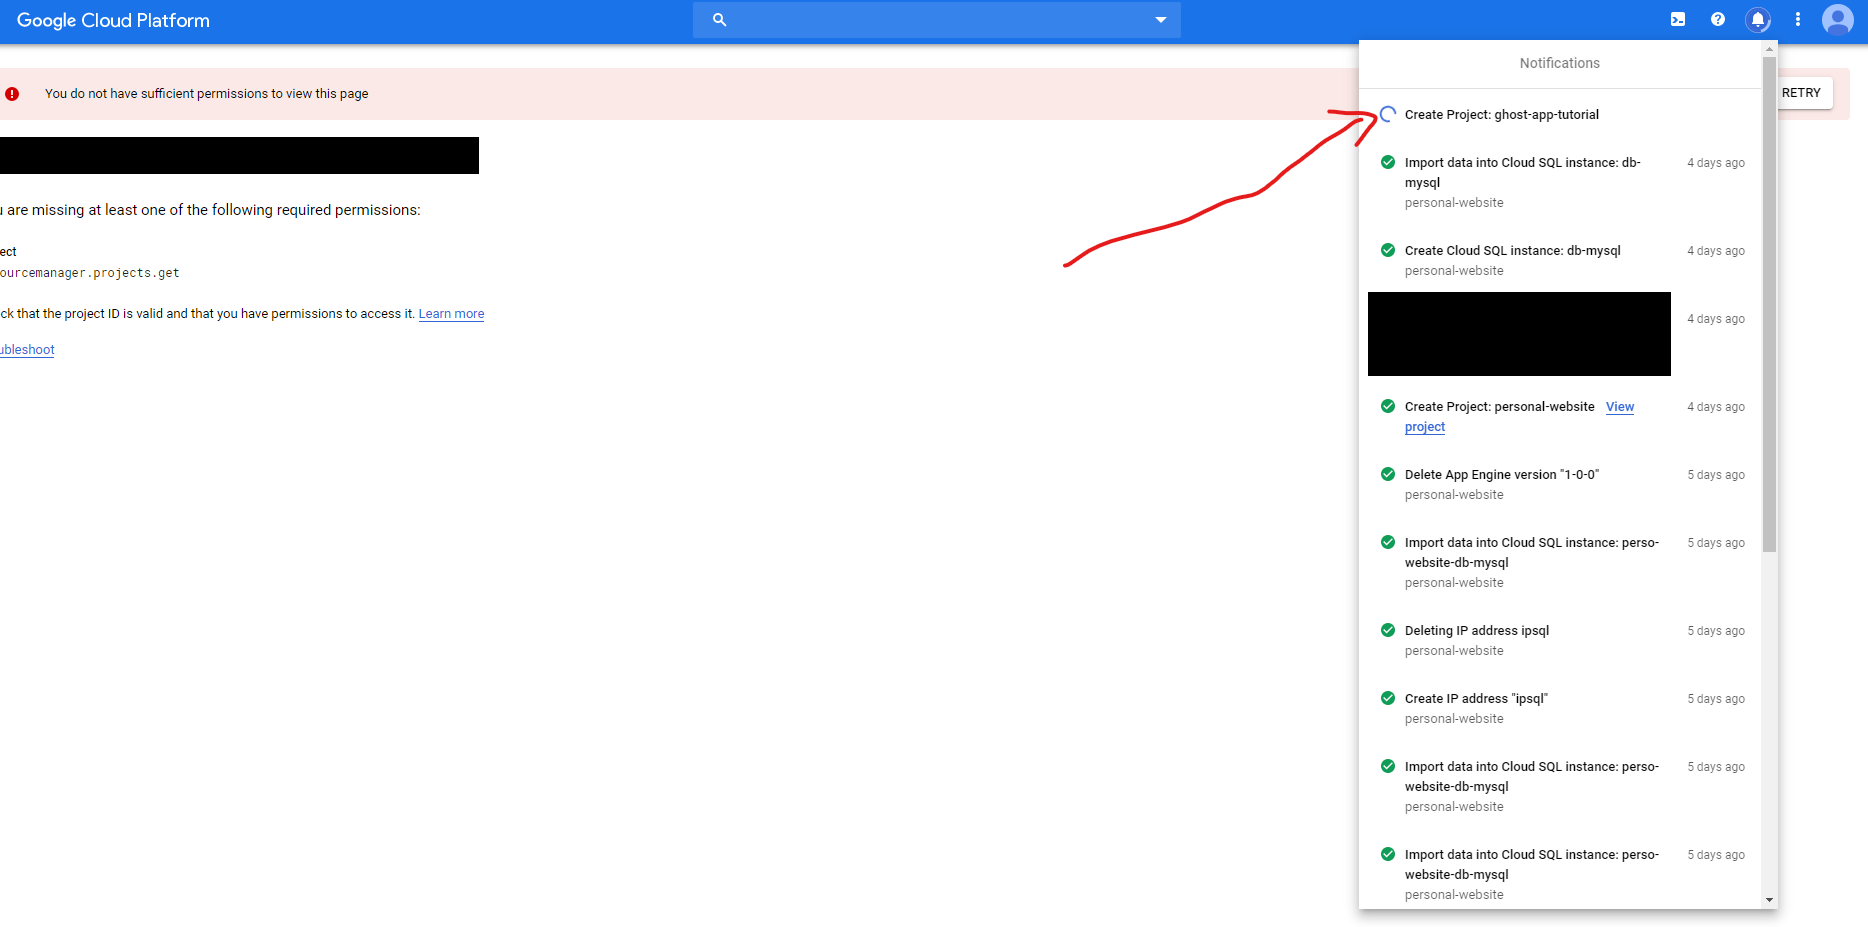 Google Cloud Platform
You do not have sufficient permissions to view this page
RETRY
are missing at least one of the following required permissions:
ect
ourcemanager.projects.get
ck that the project ID is valid and that you have permissions to access it. Learn more
ubleshoot
Notifications
Create Project: ghost-app-tutorial
Import data into Cloud SQL instance: db- 4 days ago
mysql
personal-website
Create Cloud SQL instance: db-mysql 4 days ago
personal-website
4 days ago
Create Project: personal-website View 4 days ago
project
Delete App Engine version "1-0-0" 5 days ago
personal-website
Import data into Cloud SQL instance: perso- 5 days ago
website-db-mysql
personal-website
Deleting IP address ipsql 5 days ago
personal-website
Create IP address "ipsql" 5 days ago
personal-website
Import data into Cloud SQL instance: perso- 5 days ago
website-db-mysql
personal-website
Import data into Cloud SQL instance: perso- 5 days ago
website-db-mysql
personal-website